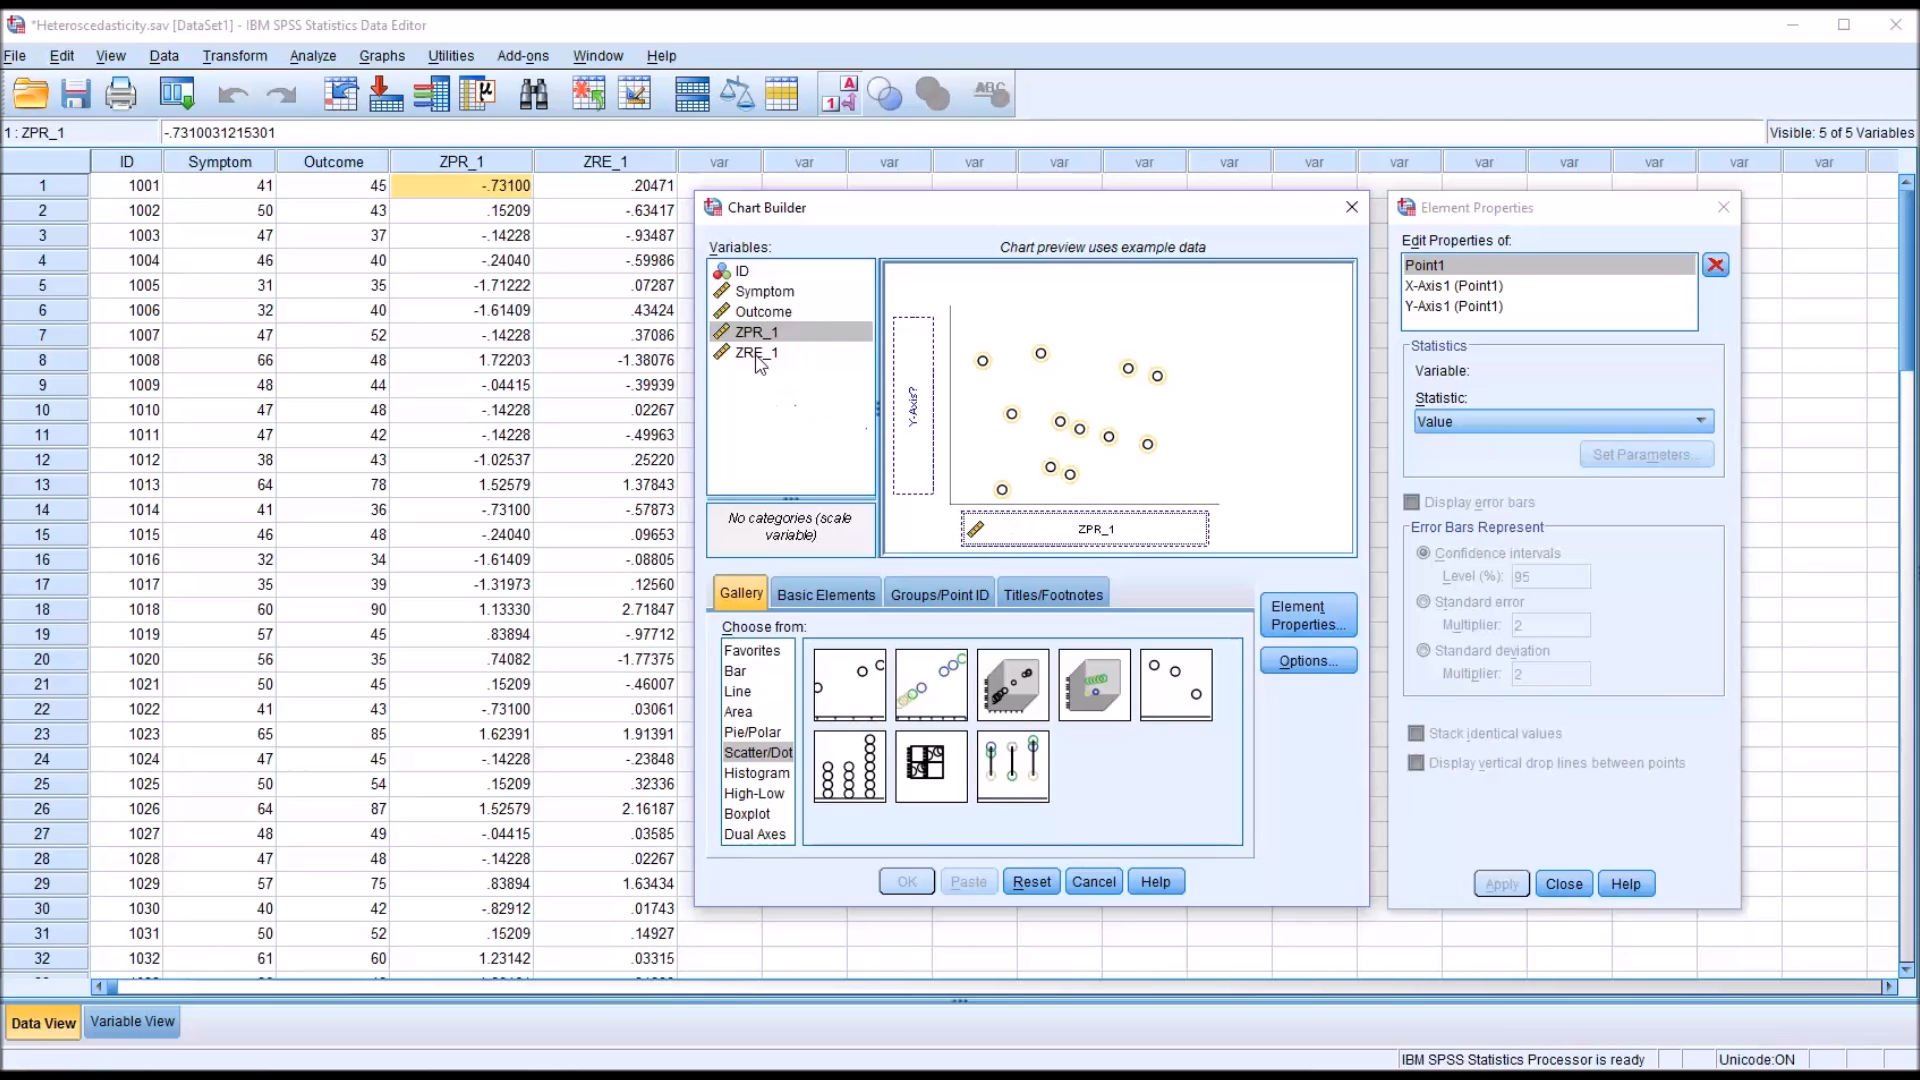 *Heteroscedasticity.sav [DataSet1] - IBM SPSS Statistics Data Editor
File Edit View Data Transform Analyze Graphs Utilities Add-ons Window Help
1 : ZPR_1 -.7310031215301 Visible: 5 of 5 Variables
ID Symptom Outcome ZPR_1 ZRE_1 var var var var var var var var var var var var var var
1 1001 41 45 -.73100 .20471
2 1002 50 43 .15209 -.63417
3 1003 47 37 -.14228 -.93487
4 1004 46 40 -.24040 -.59986
5 1005 31 35 -1.71222 .07287
6 1006 32 40 -1.61409 .43424
7 1007 47 52 -.14228 .37086
8 1008 66 48 1.72203 -1.38076
9 1009 48 44 -.04415 -.39939
10 1010 47 48 -.14228 .02267
11 1011 47 42 -.14228 -.49963
12 1012 38 43 -1.02537 .25220
13 1013 64 78 1.52579 1.37843
14 1014 41 36 -.73100 -.57873
15 1015 46 48 -.24040 .09653
16 1016 32 34 -1.61409 -.08805
17 1017 35 39 -1.31973 .12560
18 1018 60 90 1.13330 2.71847
19 1019 57 45 .83894 -.97712
20 1020 56 35 .74082 -1.77375
21 1021 50 45 .15209 -.46007
22 1022 41 43 -.73100 .03061
23 1023 65 85 1.62391 1.91391
24 1024 47 45 -.14228 -.23848
25 1025 50 54 .15209 .32336
26 1026 64 87 1.52579 2.16187
27 1027 48 49 -.04415 .03585
28 1028 47 48 -.14228 .02267
29 1029 57 75 .83894 1.63434
30 1030 40 42 -.82912 .01743
31 1031 50 52 .15209 .14927
32 1032 61 60 1.23142 .03315
Chart Builder
Variables:
Chart preview uses example data
ID
Symptom
Outcome
ZPR_1
ZRE_1
No categories (scale
variable)
Y-Axis?
ZPR_1
Gallery Basic Elements Groups/Point ID Titles/Footnotes
Choose from:
Favorites
Bar
Line
Area
Pie/Polar
Scatter/Dot
Histogram
High-Low
Boxplot
Dual Axes
Element
Properties...
Options...
OK Paste Reset Cancel Help
Element Properties
Edit Properties of:
Point1
X-Axis1 (Point1)
Y-Axis1 (Point1)
Statistics
Variable:
Statistic:
Value
Set Parameters...
Display error bars
Error Bars Represent
Confidence intervals
Level (%): 95
Standard error
Multiplier: 2
Standard deviation
Multiplier: 2
Stack identical values
Display vertical drop lines between points
Apply Close Help
Data View Variable View
IBM SPSS Statistics Processor is ready Unicode:ON